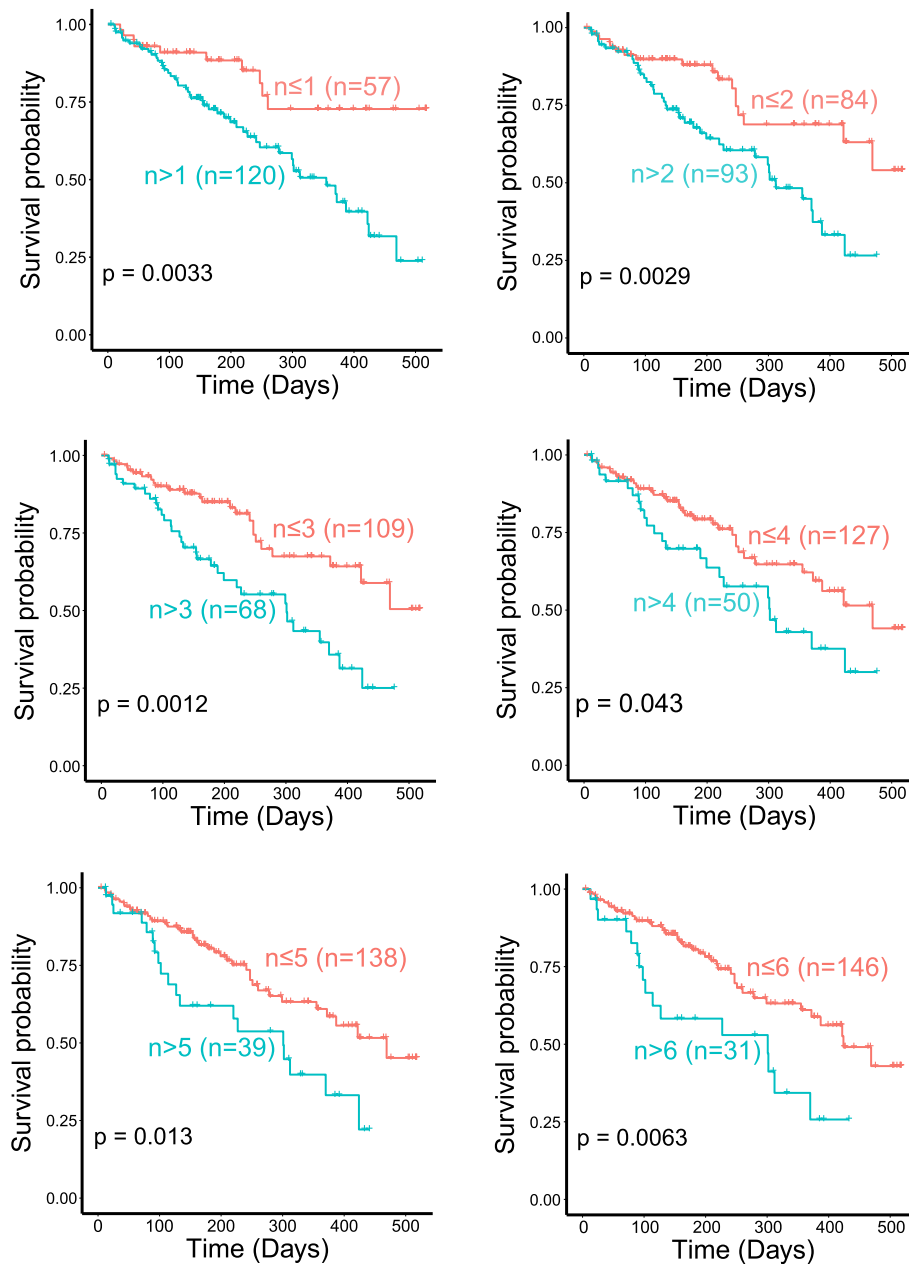 1.00
0.75
0.50
0.25
0.00
Survival probability
n≤1 (n=57)
n>1 (n=120)
p = 0.0033
0 100 200 300 400 500
Time (Days)
1.00
0.75
0.50
0.25
0.00
Survival probability
n≤2 (n=84)
n>2 (n=93)
p = 0.0029
0 100 200 300 400 500
Time (Days)
1.00
0.75
0.50
0.25
0.00
Survival probability
n≤3 (n=109)
n>3 (n=68)
p = 0.0012
0 100 200 300 400 500
Time (Days)
1.00
0.75
0.50
0.25
0.00
Survival probability
n≤4 (n=127)
n>4 (n=50)
p = 0.043
0 100 200 300 400 500
Time (Days)
1.00
0.75
0.50
0.25
0.00
Survival probability
n≤5 (n=138)
n>5 (n=39)
p = 0.013
0 100 200 300 400 500
Time (Days)
1.00
0.75
0.50
0.25
0.00
Survival probability
n≤6 (n=146)
n>6 (n=31)
p = 0.0063
0 100 200 300 400 500
Time (Days)